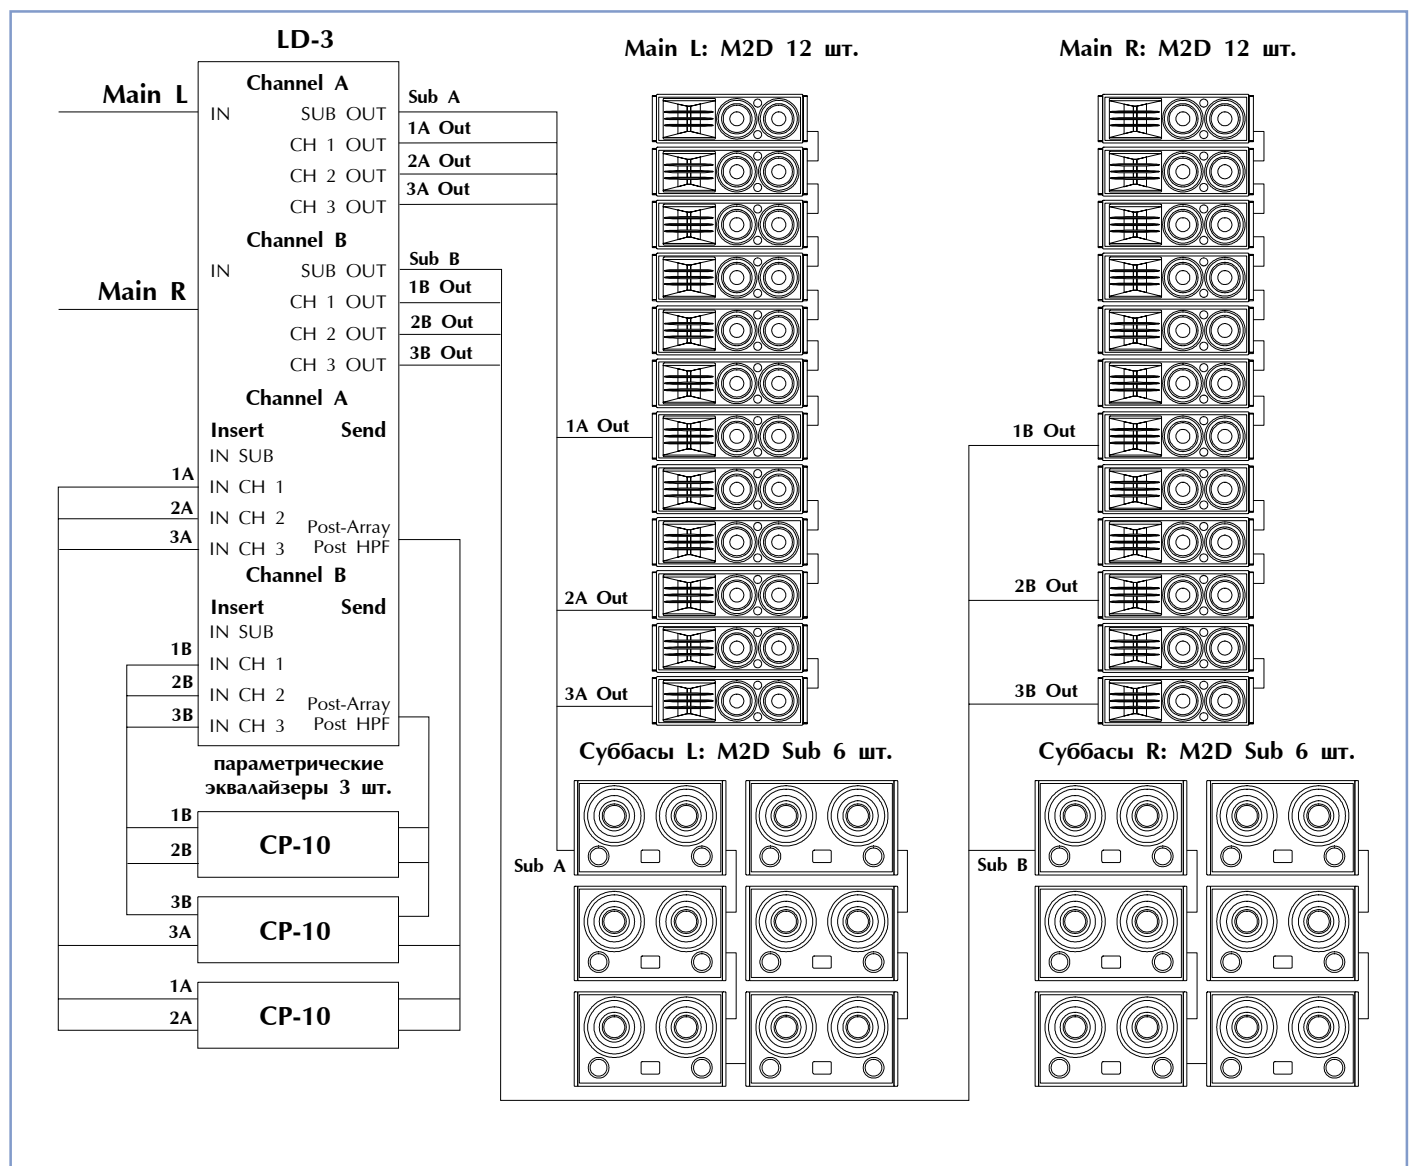 LD-3
Main L: M2D 12 шт.
Main R: M2D 12 шт.
Channel A
Main L
Sub A
IN SUB OUT
1A Out
CH 1 OUT
2A Out
CH 2 OUT
3A Out
CH 3 OUT
Channel B
Sub B
IN SUB OUT
Main R
1B Out
CH 1 OUT
2B Out
CH 2 OUT
3B Out
CH 3 OUT
Channel A
Insert Send
IN SUB
1A
IN CH 1
2A
IN CH 2
Post-Array
3A
IN CH 3 Post HPF
Channel B
Insert Send
IN SUB
1B
IN CH 1
2B
IN CH 2
Post-Array
3B
IN CH 3 Post HPF
параметрические
эквалайзеры 3 шт.
1B
CP-10
2B
3B
CP-10
3A
1A
CP-10
2A
1A Out
2A Out
3A Out
1B Out
2B Out
3B Out
Суббасы L: M2D Sub 6 шт.
Суббасы R: M2D Sub 6 шт.
Sub A
Sub B